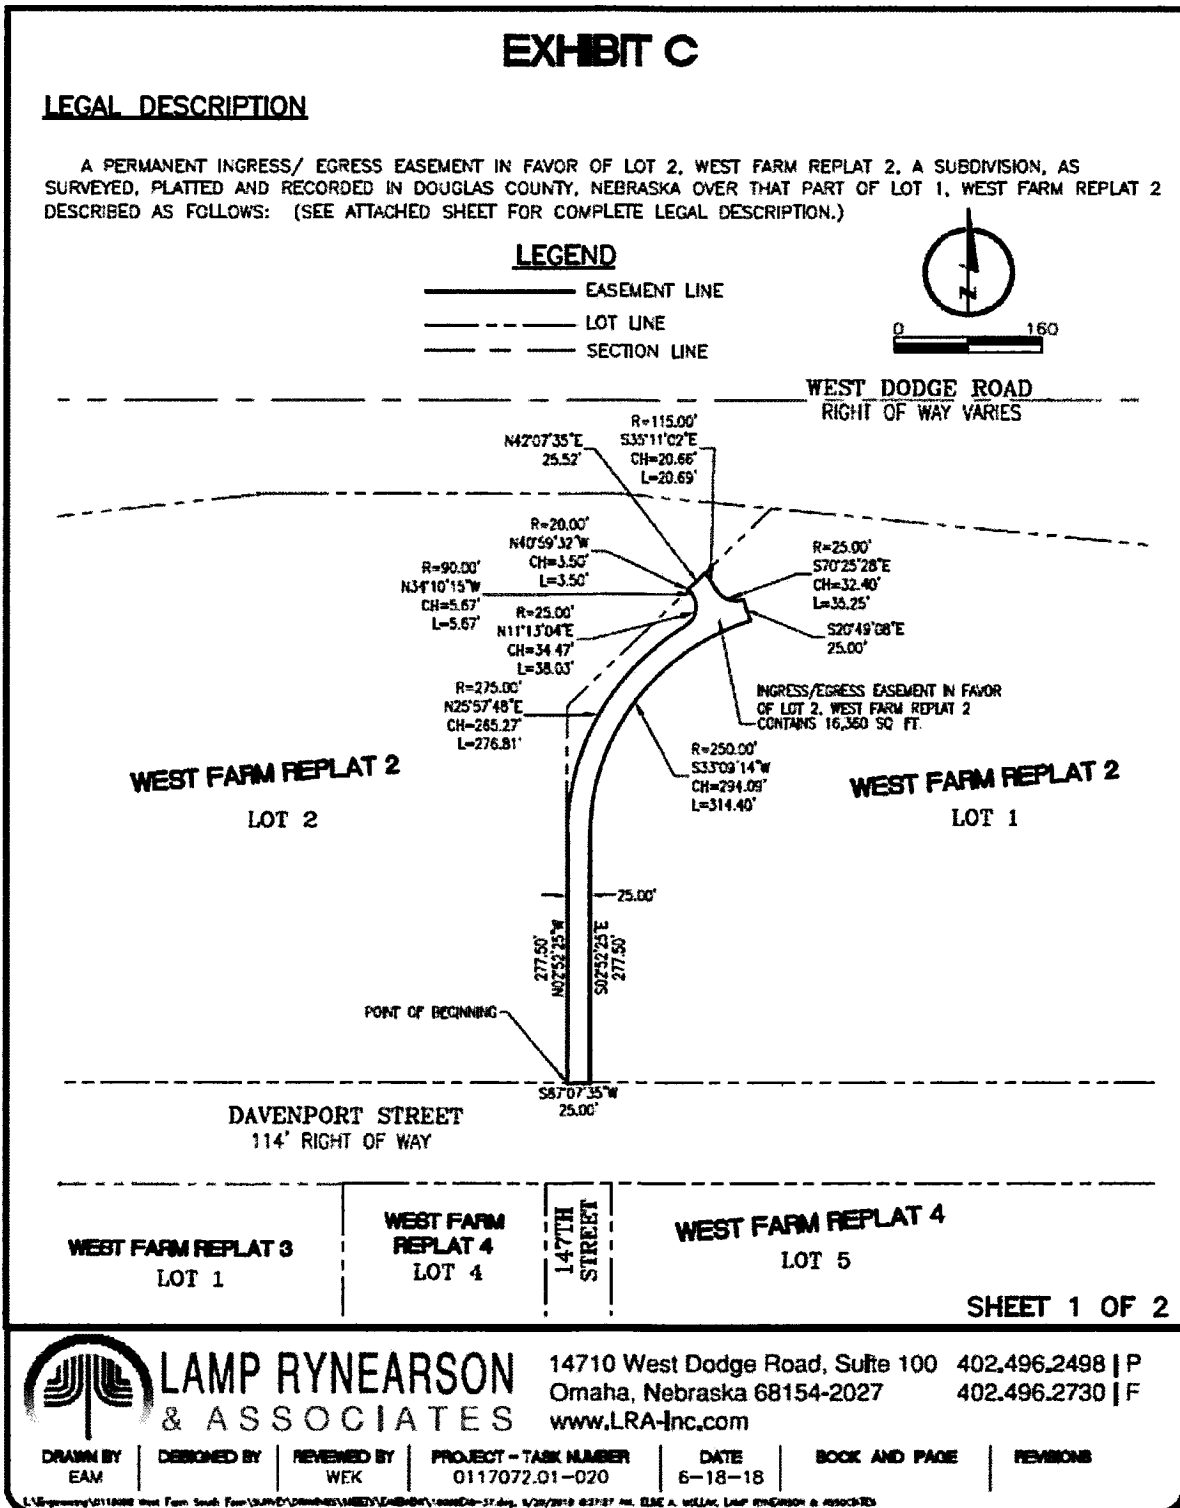 EXHIBIT C
LEGAL DESCRIPTION
A PERMANENT INGRESS/ EGRESS EASEMENT IN FAVOR OF LOT 2, WEST FARM REPLAT 2, A SUBDIVISION, AS
SURVEYED, PLATTED AND RECORDED IN DOUGLAS COUNTY, NEBRASKA OVER THAT PART OF LOT 1, WEST FARM REPLAT 2
DESCRIBED AS FOLLOWS: (SEE ATTACHED SHEET FOR COMPLETE LEGAL DESCRIPTION.)
LEGEND
EASEMENT LINE
LOT LINE
SECTION LINE
N
0 160
WEST DODGE ROAD
RIGHT OF WAY VARIES
R=115.00'
S35°11'02"E
CH=20.66'
L=20.69'
N42°07'35"E
25.52'
R=20.00'
N40°59'32"W
CH=3.50'
L=3.50'
R=90.00'
N34°10'15"W
CH=5.67'
L=5.67'
R=25.00'
N11°13'04"E
CH=34.47'
L=38.03'
R=25.00'
S70°25'28"E
CH=32.40'
L=35.25'
S20°49'08"E
25.00'
R=275.00'
N25°57'48"E
CH=265.27'
L=276.81'
INGRESS/EGRESS EASEMENT IN FAVOR
OF LOT 2, WEST FARM REPLAT 2
CONTAINS 16,360 SQ FT.
R=250.00'
S33°09'14"W
CH=294.09'
L=314.40'
WEST FARM REPLAT 2
LOT 2
WEST FARM REPLAT 2
LOT 1
25.00'
277.50'
N02°52'25"W
S02°52'25"E
277.50'
POINT OF BEGINNING
S87°07'35"W
25.00'
DAVENPORT STREET
114' RIGHT OF WAY
WEST FARM REPLAT 3
LOT 1
WEST FARM
REPLAT 4
LOT 4
147TH
STREET
WEST FARM REPLAT 4
LOT 5
SHEET 1 OF 2
LAMP RYNEARSON
& ASSOCIATES
14710 West Dodge Road, Suite 100 402.496.2498 | P
Omaha, Nebraska 68154-2027 402.496.2730 | F
www.LRA-Inc.com
DRAWN BY
EAM
DESIGNED BY
REVIEWED BY
WEK
PROJECT - TASK NUMBER
0117072.01-020
DATE
6-18-18
BOOK AND PAGE
REVISIONS